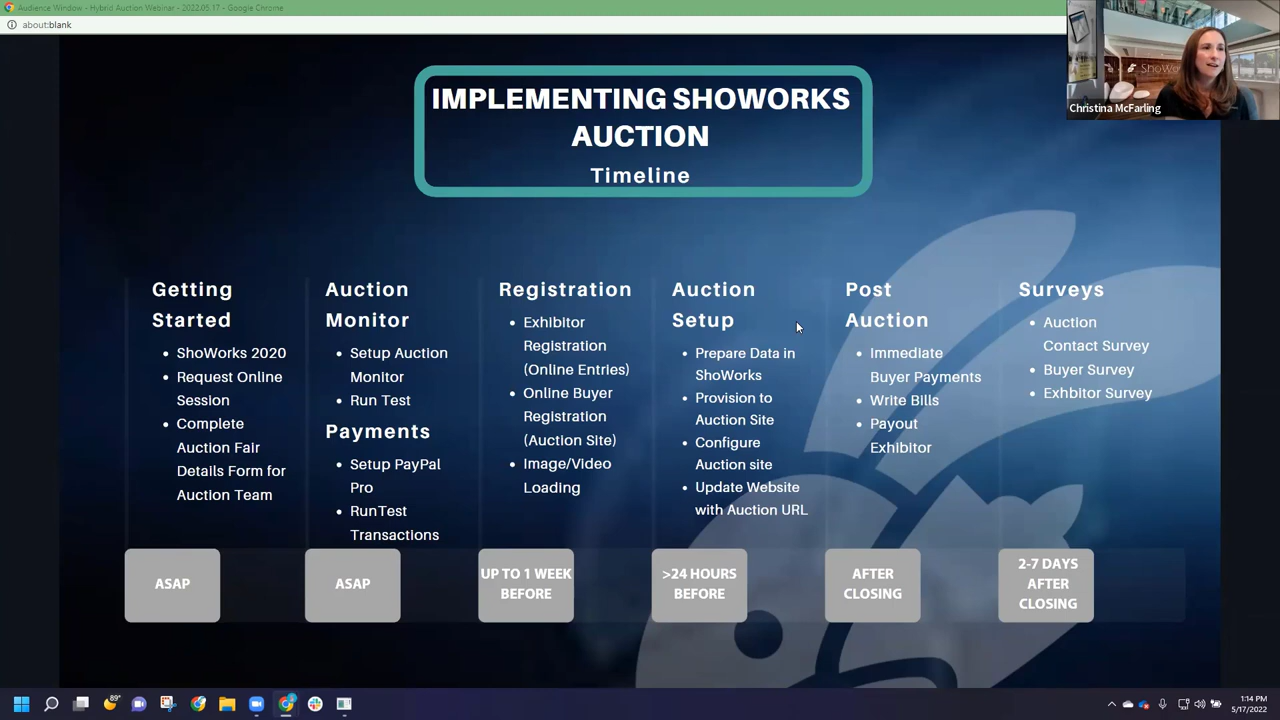 Audience Window - Hybrid Auction Webinar - 2022.05.17 - Google Chrome
about:blank
Christina McFarling
IMPLEMENTING SHOWORKS
AUCTION
Timeline
Getting
Started
• ShoWorks 2020
• Request Online
Session
• Complete
Auction Fair
Details Form for
Auction Team
Auction
Monitor
• Setup Auction
Monitor
• Run Test
Payments
• Setup PayPal
Pro
• RunTest
Transactions
Registration
• Exhibitor
Registration
(Online Entries)
• Online Buyer
Registration
(Auction Site)
• Image/Video
Loading
Auction
Setup
• Prepare Data in
ShoWorks
• Provision to
Auction Site
• Configure
Auction site
• Update Website
with Auction URL
Post
Auction
• Immediate
Buyer Payments
• Write Bills
• Payout
Exhibitor
Surveys
• Auction
Contact Survey
• Buyer Survey
• Exhbitor Survey
ASAP
ASAP
UP TO 1 WEEK
BEFORE
>24 HOURS
BEFORE
AFTER
CLOSING
2-7 DAYS
AFTER
CLOSING
89°
1:14 PM
5/17/2022